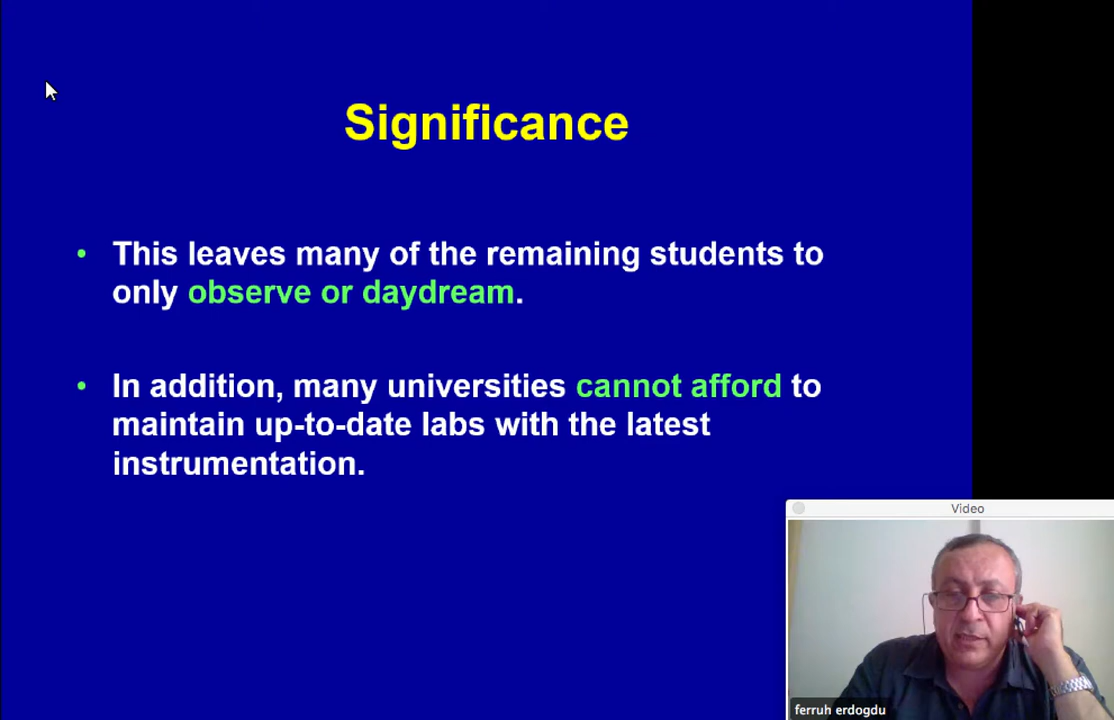 Significance
• This leaves many of the remaining students to
only observe or daydream.
• In addition, many universities cannot afford to
maintain up-to-date labs with the latest
instrumentation.
Video
ferruh erdogdu